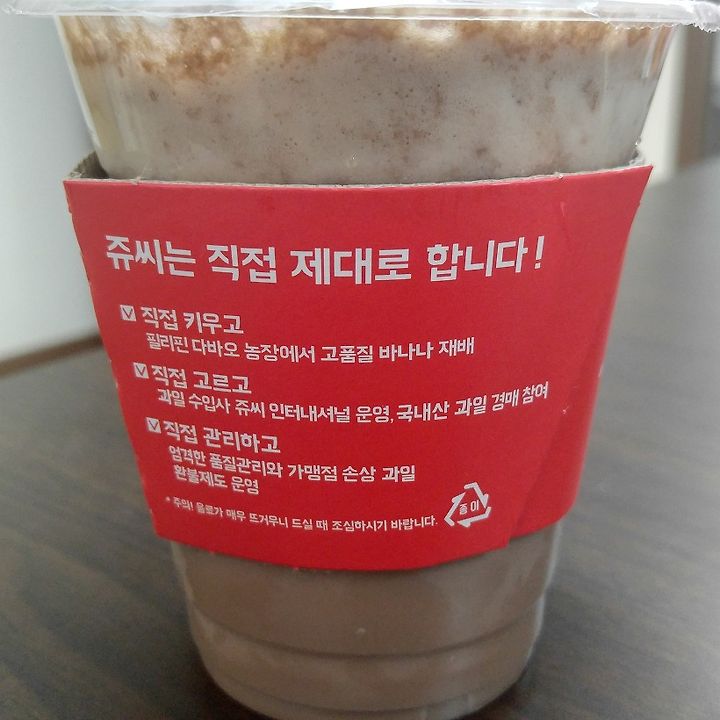 쥬씨는 직접 제대로 합니다!
직접 키우고
필리핀 다바오 농장에서 고품질 바나나 재배
직접 고르고
과일 수입사 쥬씨 인터내셔널 운영, 국내산 과일 경매 참여
직접 관리하고
엄격한 품질관리와 가맹점 손상 과일
환불제도 운영
* 주의! 음료가 매우 뜨거우니 드실 때 조심하시기 바랍니다.
종이